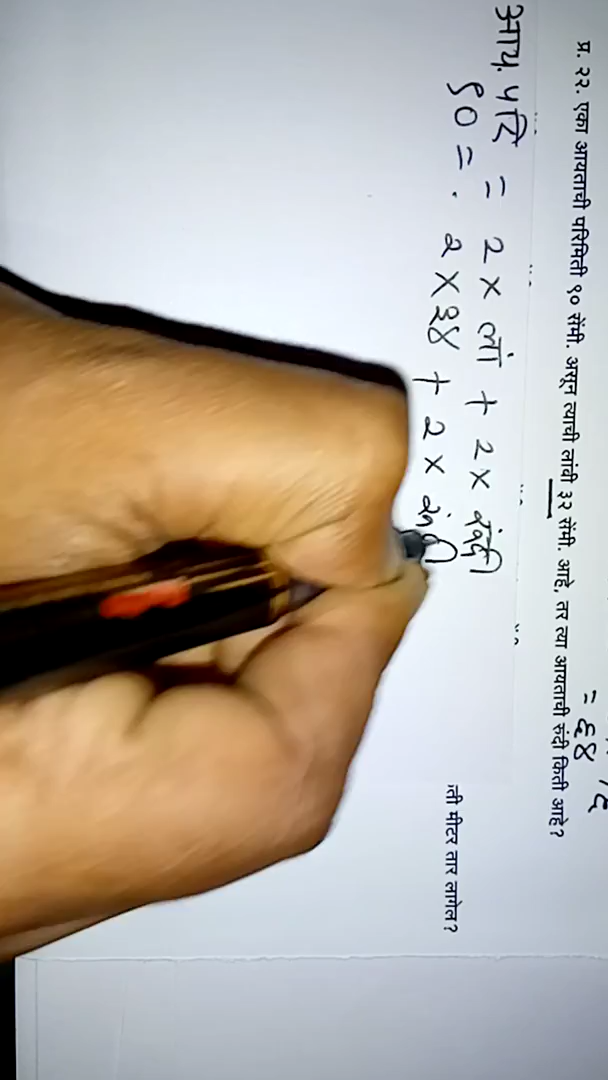 = ६४
प्र. २२. एका आयताची परिमिती ९० सेंमी. असून त्याची लांबी ३२ सेंमी. आहे, तर त्या आयताची रुंदी किती आहे?
आय. परि = 2 × लां + 2 × रुंदी
९0 = . 2 × ३४ + 2 × रुंदी
ती मीटर तार लागेल?